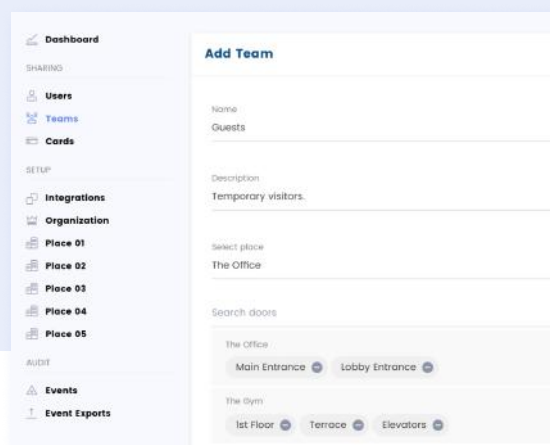 Dashboard
SHARING
Users
Teams
Cards
SETUP
Integrations
Organization
Place 01
Place 02
Place 03
Place 04
Place 05
AUDIT
Events
Event Exports
Add Team
Name
Guests
Description
Temporary visitors.
Select place
The Office
Search doors
The Office
Main Entrance Lobby Entrance
The Gym
1st Floor Terrace Elevators